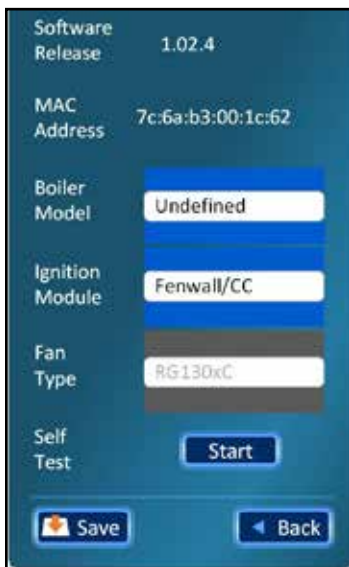 Software
Release 1.02.4
MAC
Address 7c:6a:b3:00:1c:62
Boiler
Model Undefined
Ignition
Module Fenwall/CC
Fan
Type RG130xC
Self
Test Start
Save Back